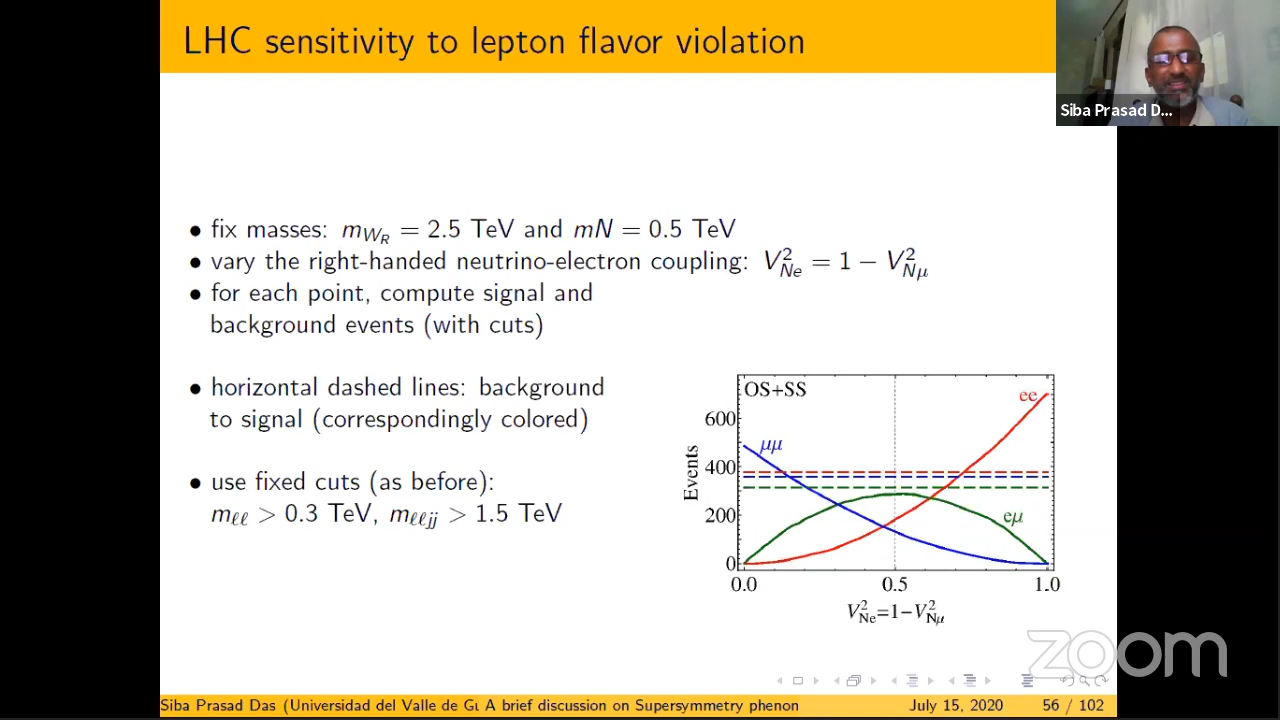 LHC sensitivity to lepton flavor violation
Siba Prasad D...
• fix masses: m_{W_R} = 2.5 TeV and mN = 0.5 TeV
• vary the right-handed neutrino-electron coupling: V²_{Ne} = 1 − V²_{Nμ}
• for each point, compute signal and
background events (with cuts)
• horizontal dashed lines: background
to signal (correspondingly colored)
• use fixed cuts (as before):
m_{ℓℓ} > 0.3 TeV, m_{ℓℓjj} > 1.5 TeV
OS+SS
ee
μμ
eμ
Events
600
400
200
0
0.0 0.5 1.0
V²_{Ne}=1−V²_{Nμ}
zoom
Siba Prasad Das (Universidad del Valle de Gu A brief discussion on Supersymmetry phenon July 15, 2020 56 / 102